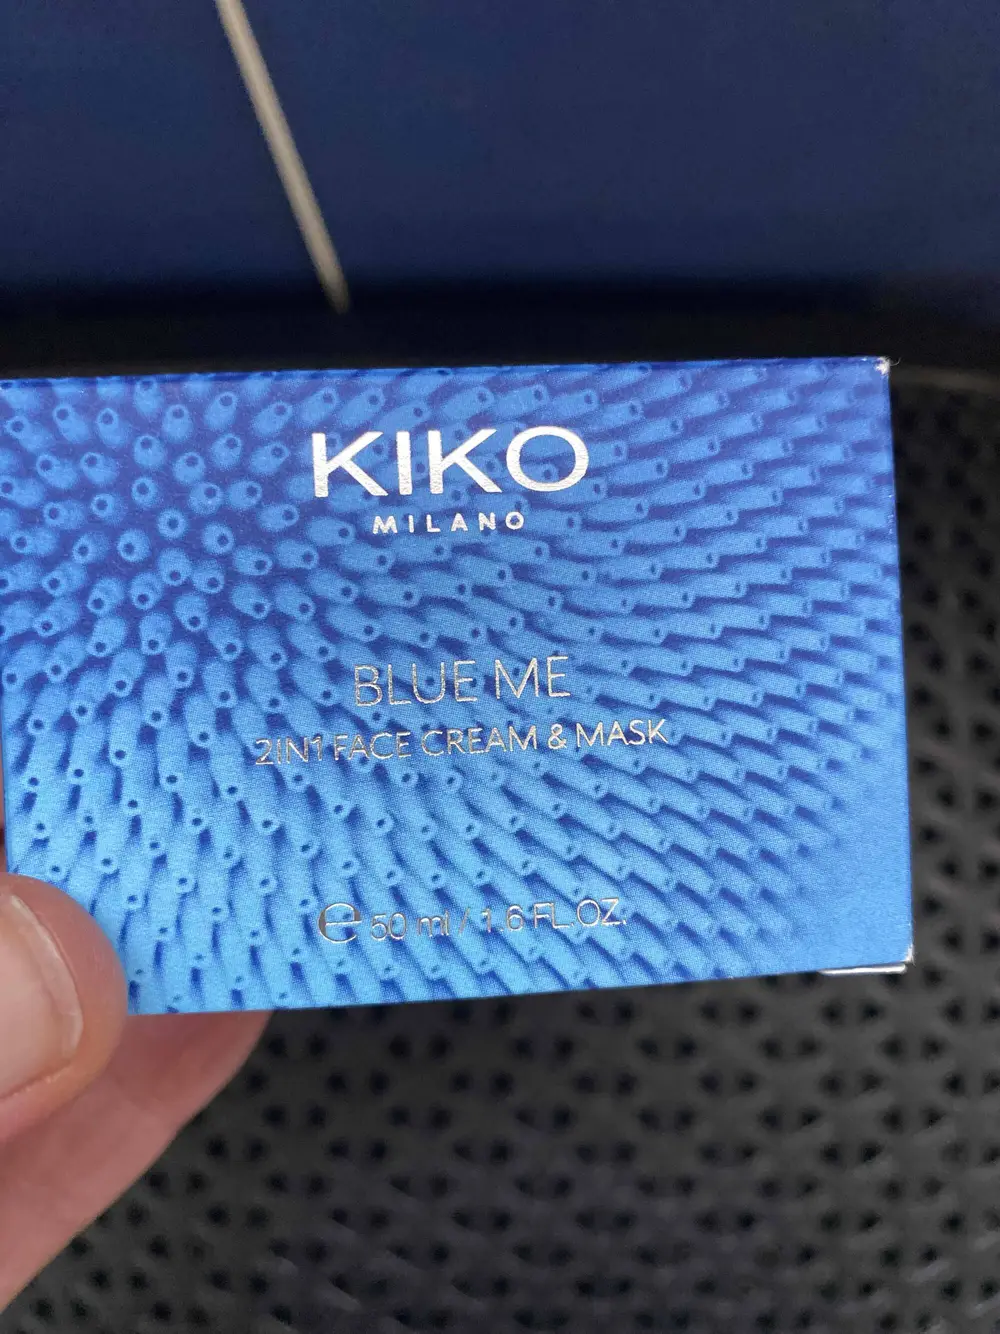 KIKO
MILANO
BLUE ME
2IN1 FACE CREAM & MASK
℮ 50 ml / 1.6 FL.OZ.